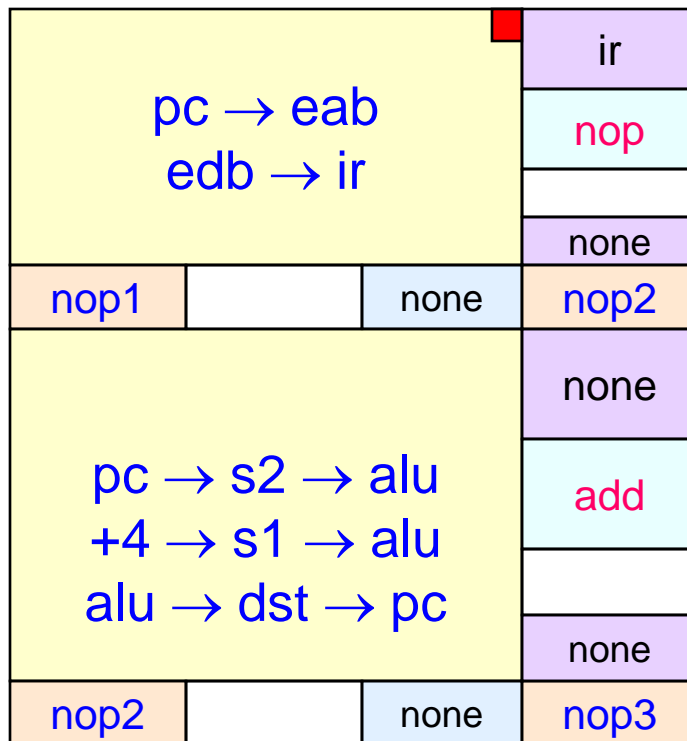 pc → eab
edb → ir
ir
nop
none
nop1
none
nop2
pc → s2 → alu
+4 → s1 → alu
alu → dst → pc
none
add
none
nop2
none
nop3